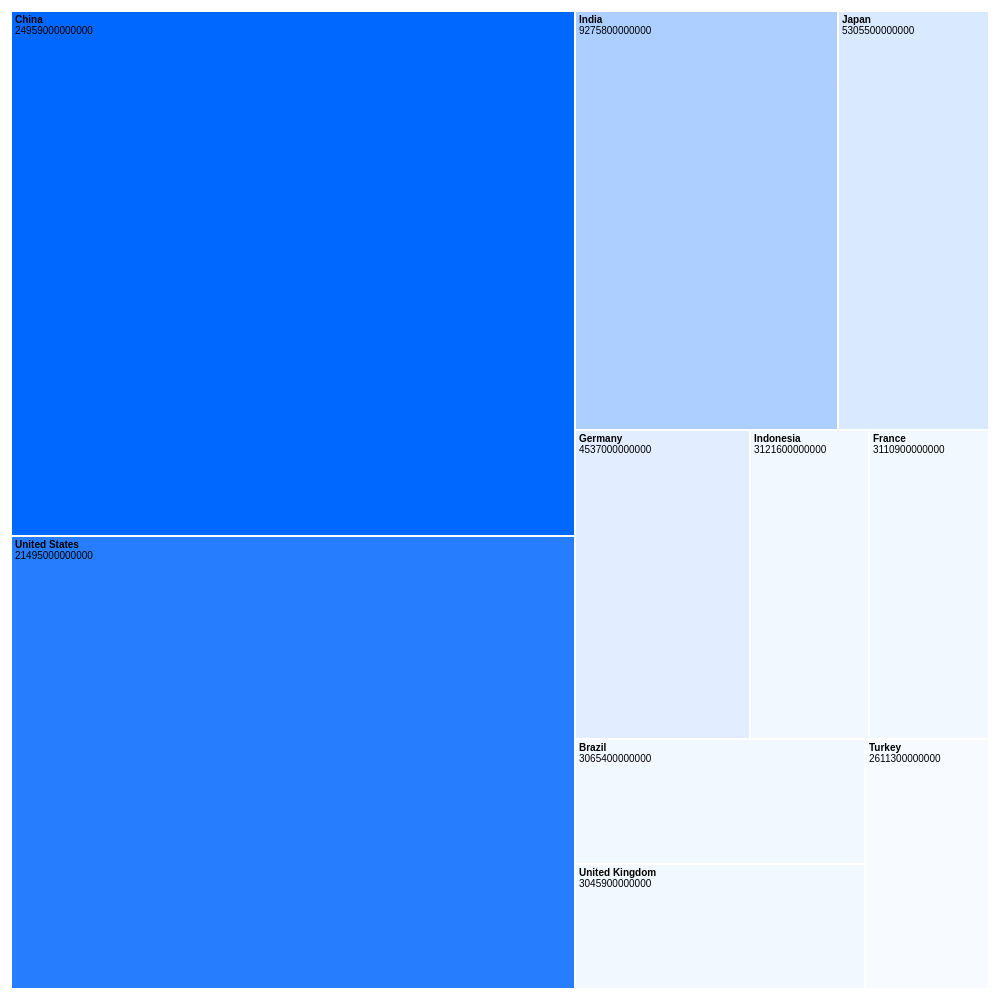 China
24959000000000
India
9275800000000
Japan
5305500000000
Germany
4537000000000
Indonesia
3121600000000
France
3110900000000
United States
21495000000000
Brazil
3065400000000
Turkey
2611300000000
United Kingdom
3045900000000